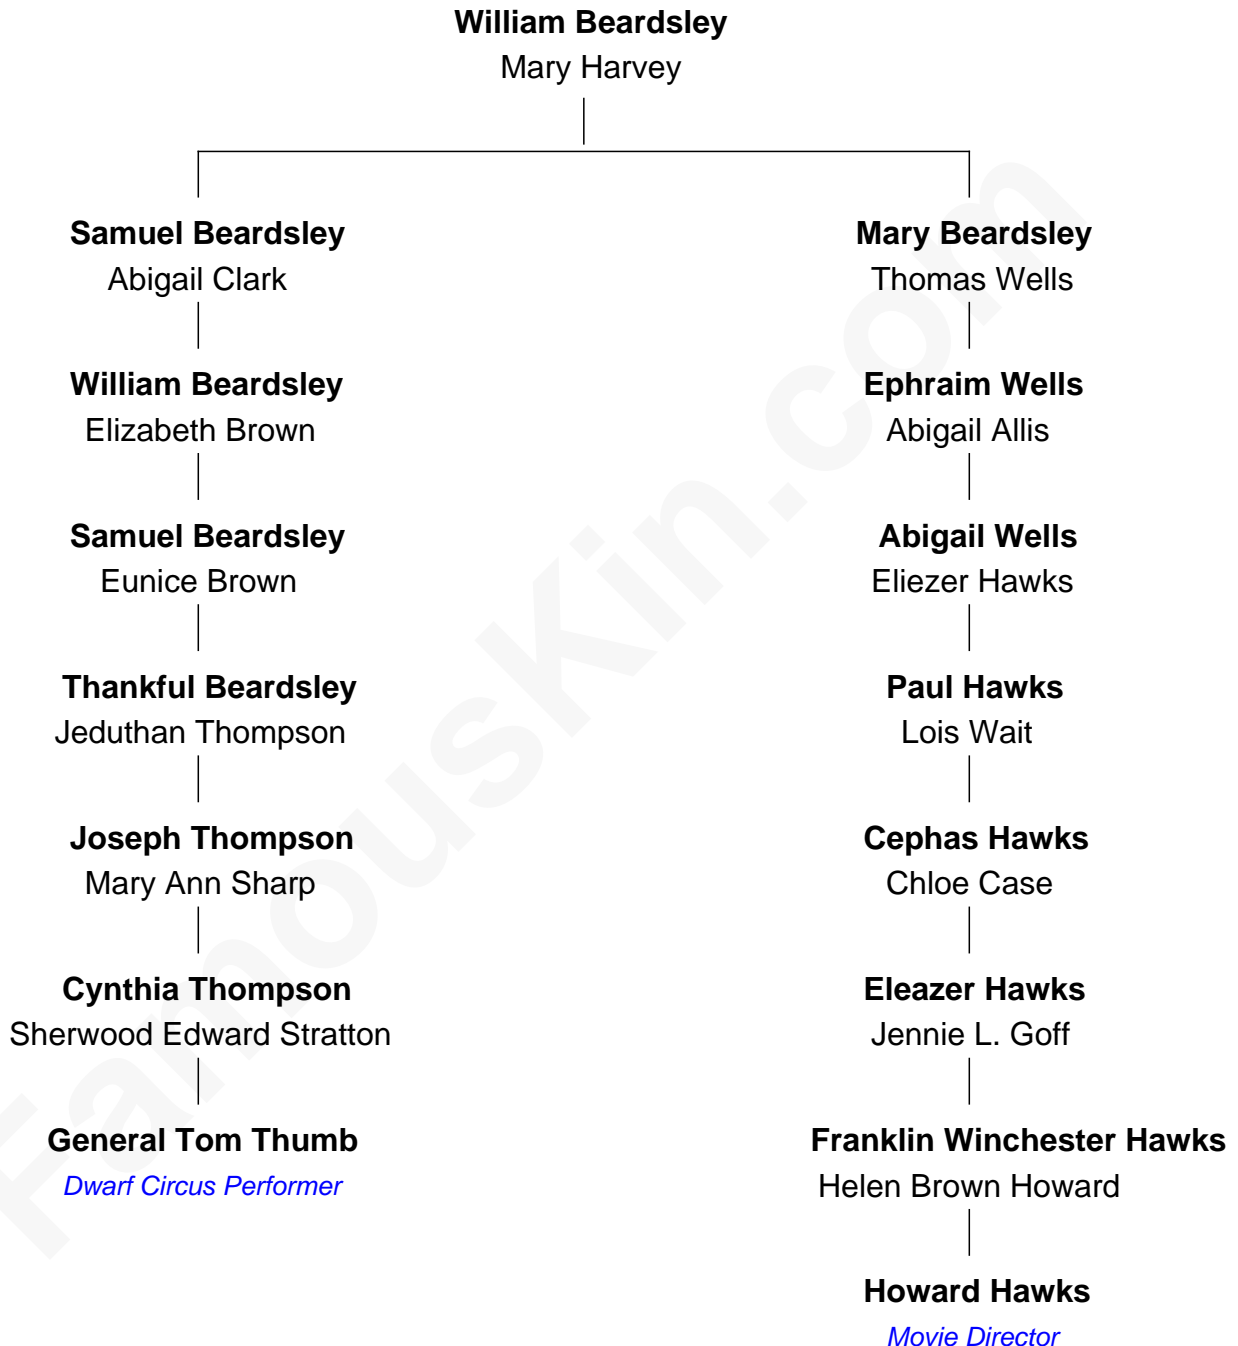 William Beardsley
Mary Harvey
Samuel Beardsley
Abigail Clark
William Beardsley
Elizabeth Brown
Samuel Beardsley
Eunice Brown
Thankful Beardsley
Jeduthan Thompson
Joseph Thompson
Mary Ann Sharp
Cynthia Thompson
Sherwood Edward Stratton
General Tom Thumb
Dwarf Circus Performer
Mary Beardsley
Thomas Wells
Ephraim Wells
Abigail Allis
Abigail Wells
Eliezer Hawks
Paul Hawks
Lois Wait
Cephas Hawks
Chloe Case
Eleazer Hawks
Jennie L. Goff
Franklin Winchester Hawks
Helen Brown Howard
Howard Hawks
Movie Director
FamousKin.com